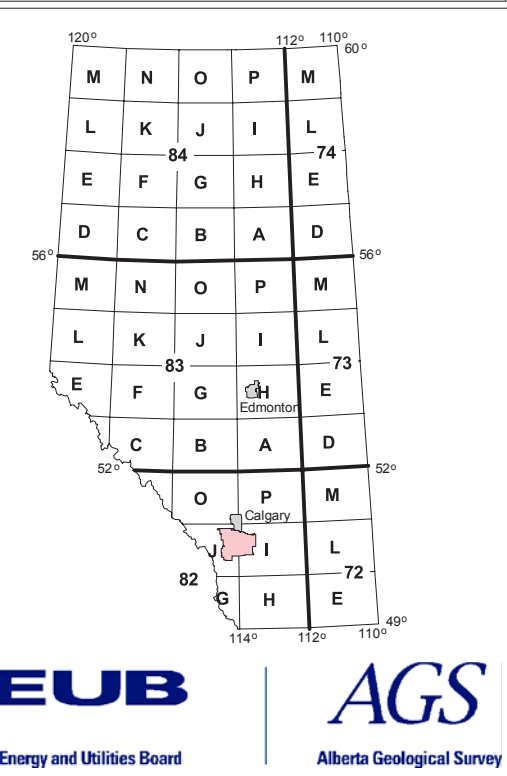 120° 112° 110°
60°
M N O P M
L K J I L
84 74
E F G H E
D C B A D
56° 56°
M N O P M
L K J I L
83 73
E F G H E
Edmonton
C B A D
52° 52°
O P M
Calgary
J I L
82 72
G H E
49°
114° 112° 110°
EUB AGS
Energy and Utilities Board Alberta Geological Survey